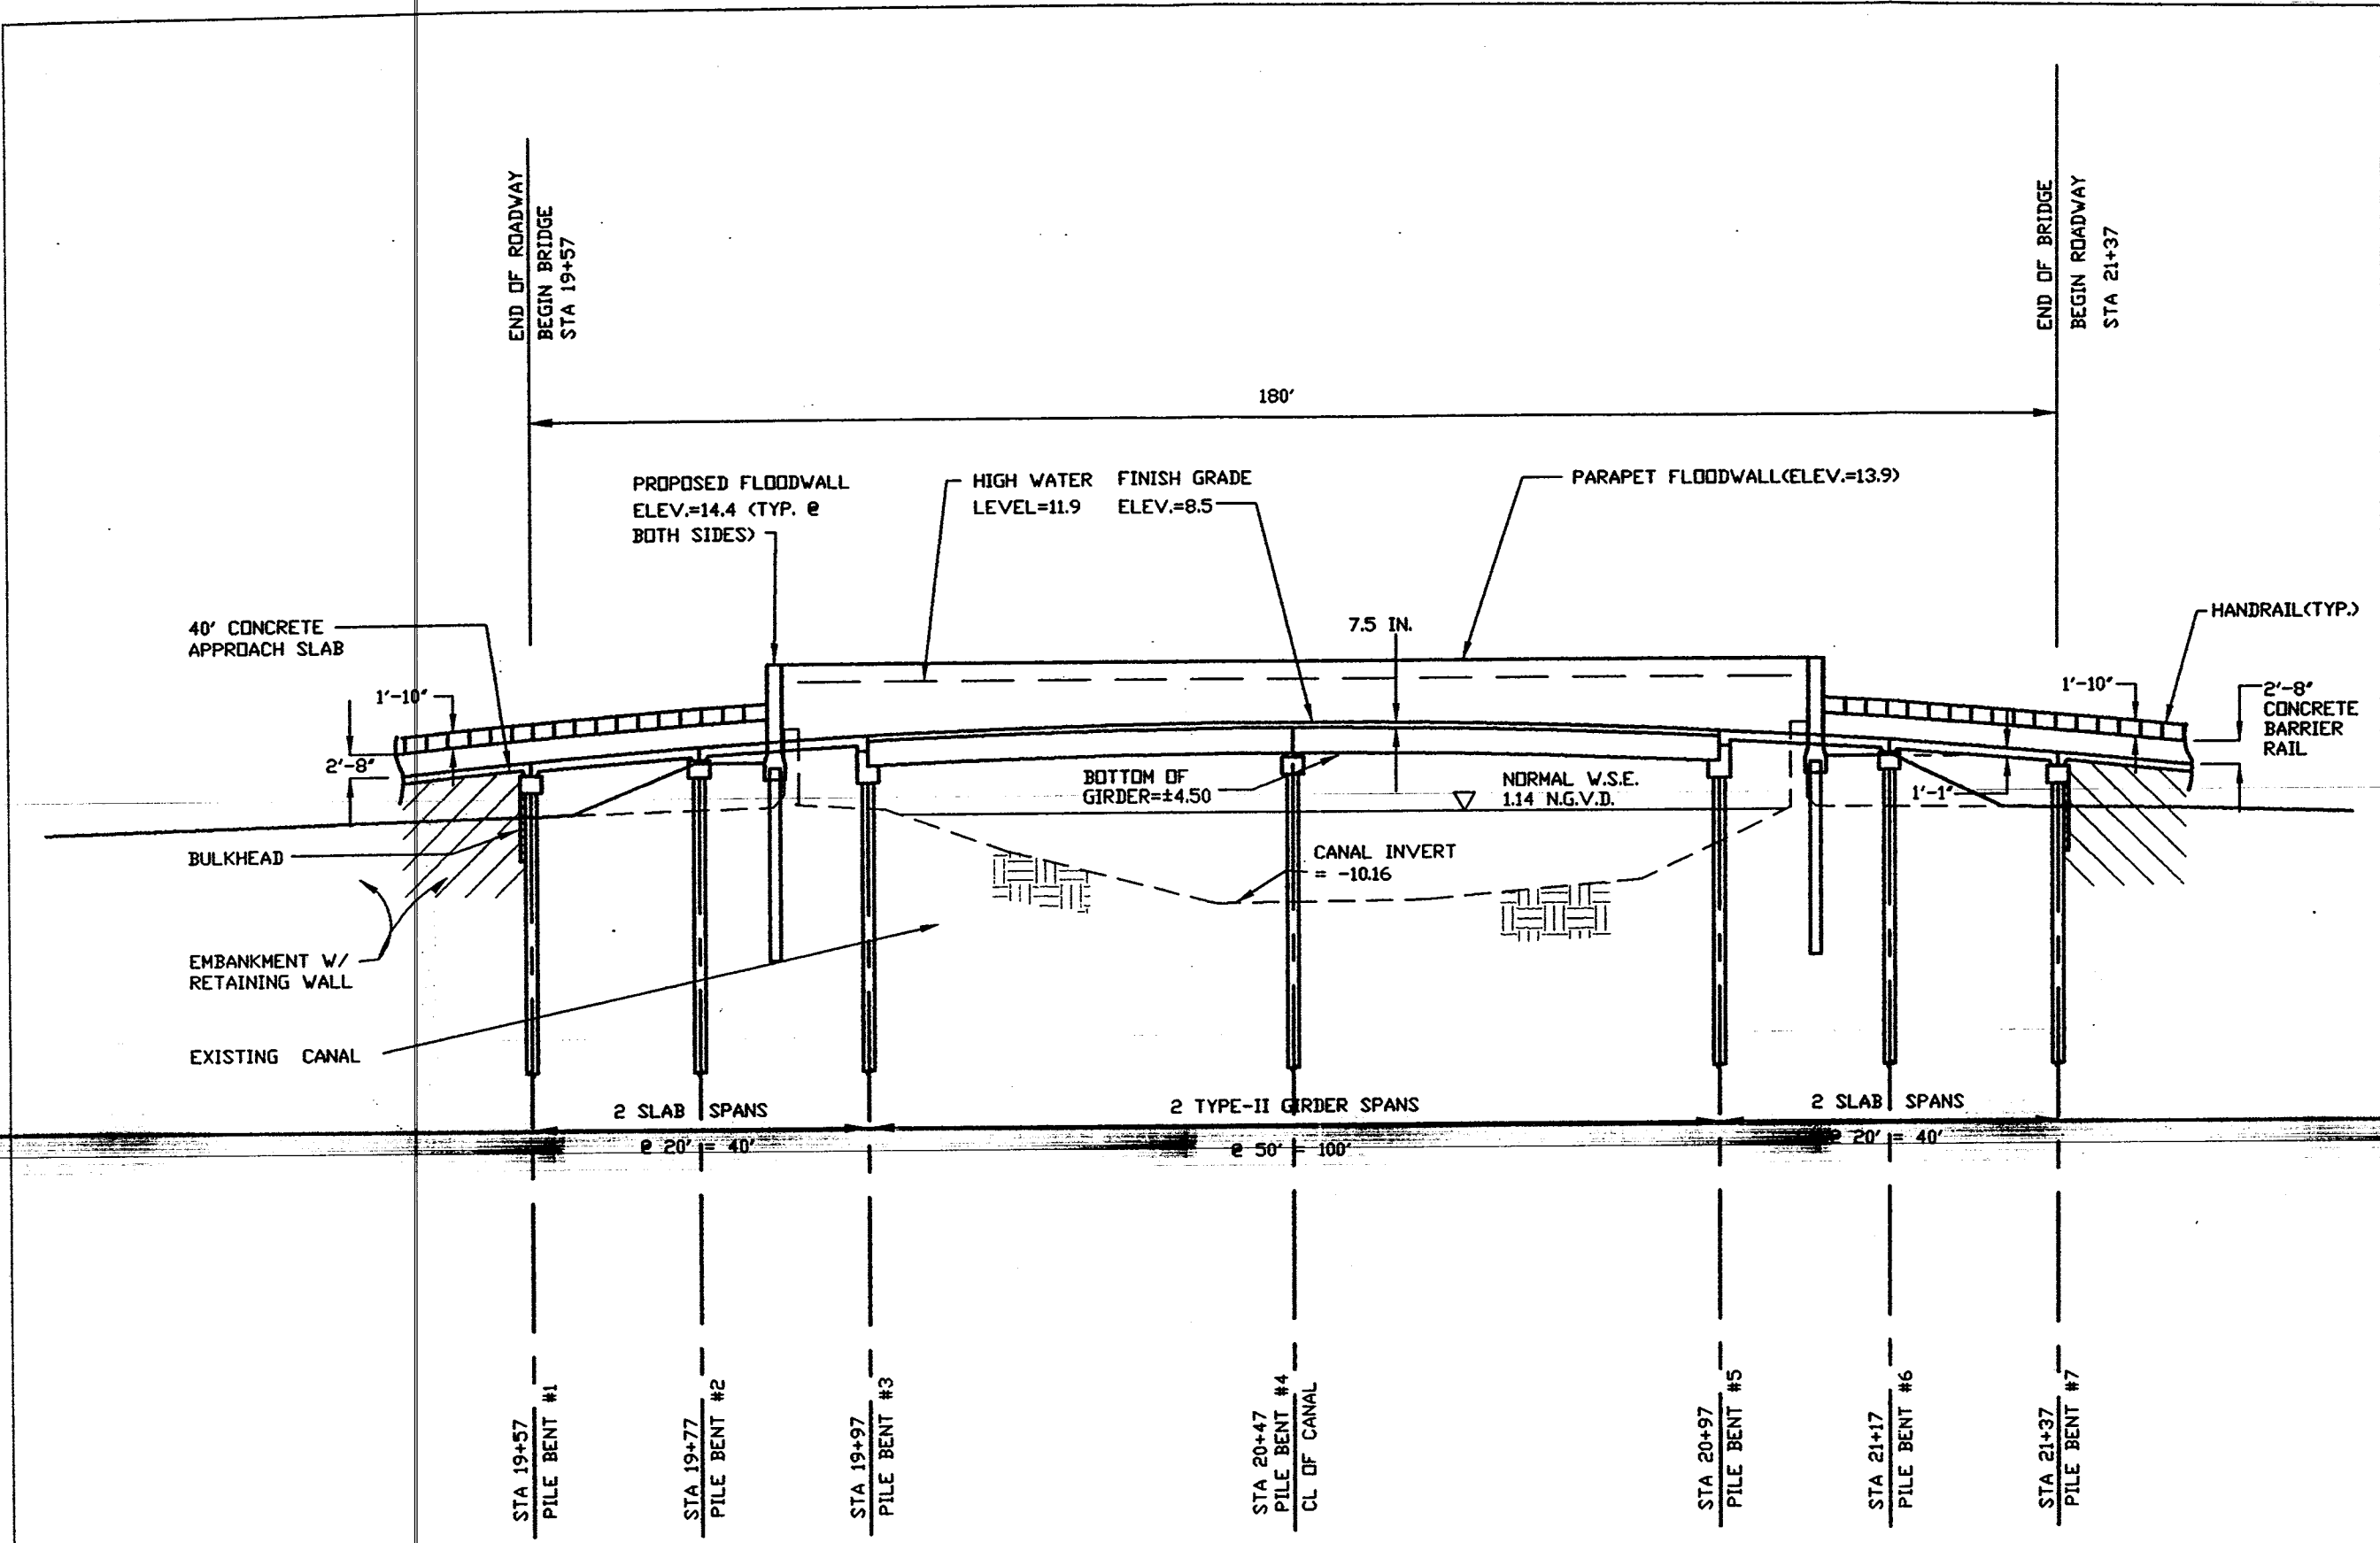 END OF ROADWAY
BEGIN BRIDGE
STA 19+57
END OF BRIDGE
BEGIN ROADWAY
STA 21+37
180'
PROPOSED FLOODWALL
ELEV.=14.4 (TYP. @
BOTH SIDES)
HIGH WATER
LEVEL=11.9
FINISH GRADE
ELEV.=8.5
PARAPET FLOODWALL(ELEV.=13.9)
40' CONCRETE
APPROACH SLAB
7.5 IN.
HANDRAIL(TYP.)
1'-10"
2'-8"
1'-10"
2'-8"
CONCRETE
BARRIER
RAIL
BOTTOM OF
GIRDER=±4.50
NORMAL W.S.E.
1.14 N.G.V.D.
1'-1"
BULKHEAD
CANAL INVERT
= -10.16
EMBANKMENT W/
RETAINING WALL
EXISTING CANAL
2 SLAB SPANS
@ 20' = 40'
2 TYPE-II GIRDER SPANS
@ 50' = 100'
2 SLAB SPANS
@ 20' = 40'
STA 19+57
PILE BENT #1
STA 19+77
PILE BENT #2
STA 19+97
PILE BENT #3
STA 20+47
PILE BENT #4
CL OF CANAL
STA 20+97
PILE BENT #5
STA 21+17
PILE BENT #6
STA 21+37
PILE BENT #7